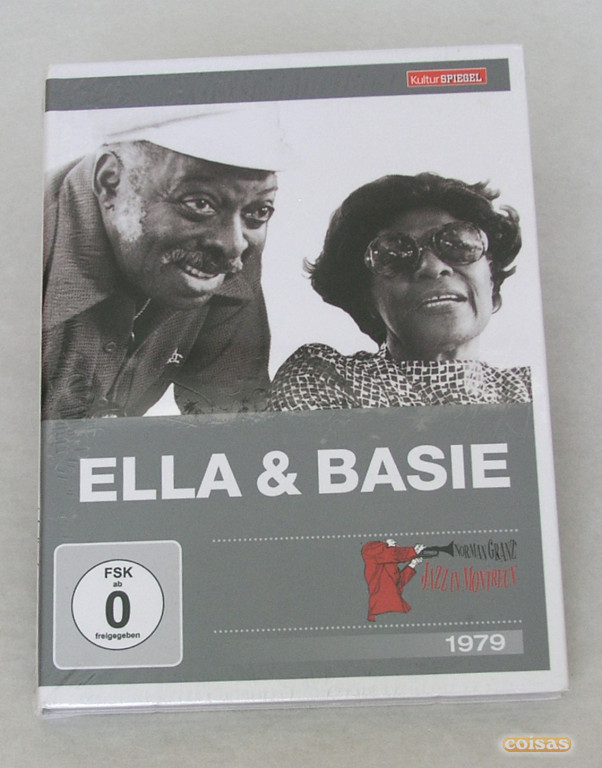 KulturSPIEGEL
ELLA & BASIE
NORMAN GRANZ'
JAZZ IN MONTREUX
FSK
ab
0
freigegeben
1979
coisas